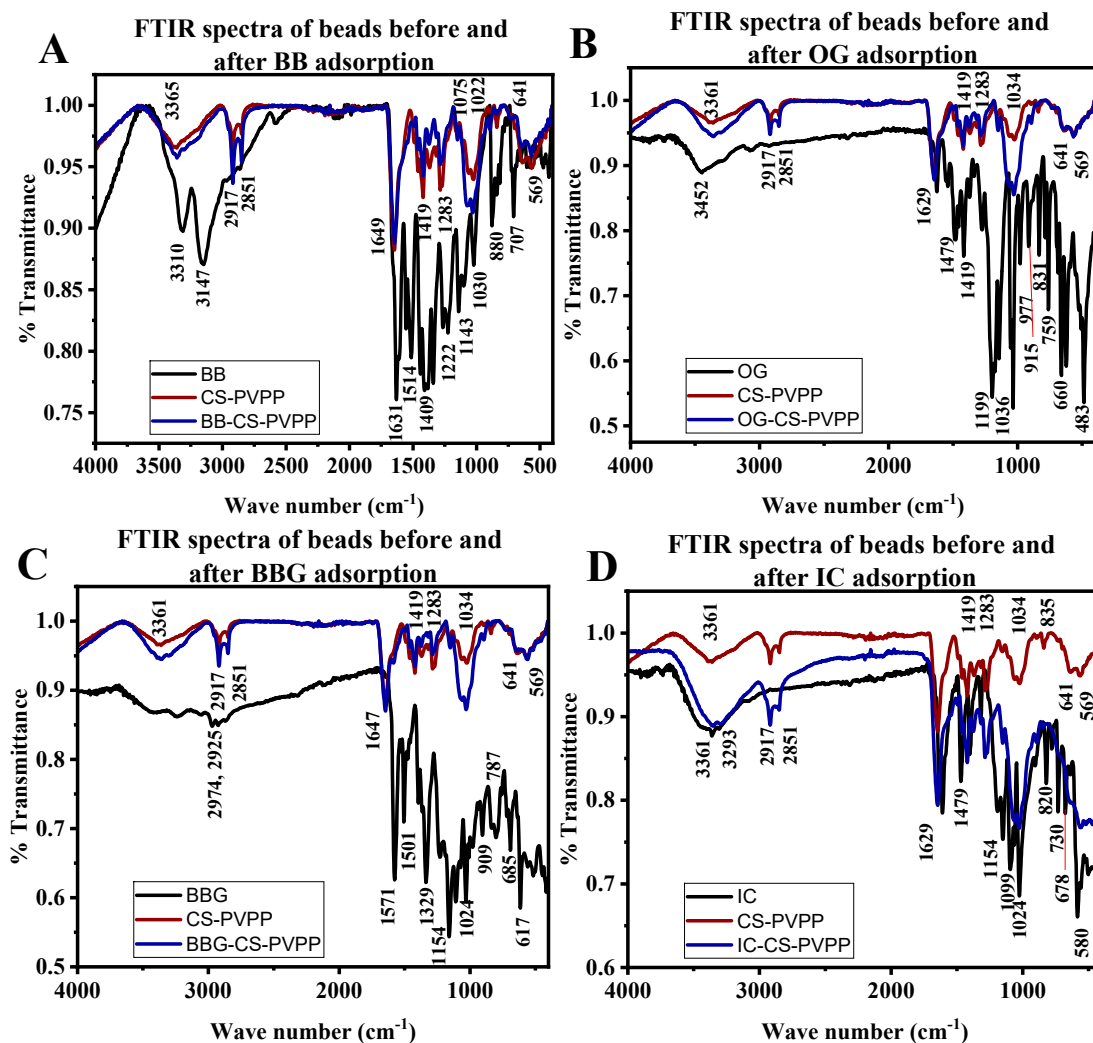 A
FTIR spectra of beads before and
after BB adsorption
1.00
0.95
0.90
0.85
0.80
0.75
% Transmittance
3365
1075
1022
641
2917
2851
3310
3147
1649
1419
1283
880
707
569
1030
1143
1222
1514
1409
1631
BB
CS-PVPP
BB-CS-PVPP
4000 3500 3000 2500 2000 1500 1000 500
Wave number (cm-1)
B
FTIR spectra of beads before and
after OG adsorption
1.0
0.9
0.8
0.7
0.6
0.5
% Transmittance
3361
1419
1283
1034
2917
2851
641
569
3452
1629
1479
1419
977
915
831
759
1199
1036
660
483
OG
CS-PVPP
OG-CS-PVPP
4000 3000 2000 1000
Wave number (cm-1)
C
FTIR spectra of beads before and
after BBG adsorption
1.0
0.9
0.8
0.7
0.6
0.5
% Transmittance
3361
1419
1283
1034
2917
2851
641
569
2974, 2925
1647
787
1501
909
685
1571
1329
1024
1154
617
BBG
CS-PVPP
BBG-CS-PVPP
4000 3000 2000 1000
Wave number (cm-1)
D
FTIR spectra of beads before and
after IC adsorption
1.0
0.9
0.8
0.7
0.6
% Transmittance
3361
1419
1283
1034
835
641
569
3361
3293
2917
2851
1629
1479
1154
1099
1024
820
730
678
580
IC
CS-PVPP
IC-CS-PVPP
4000 3000 2000 1000
Wave number (cm-1)